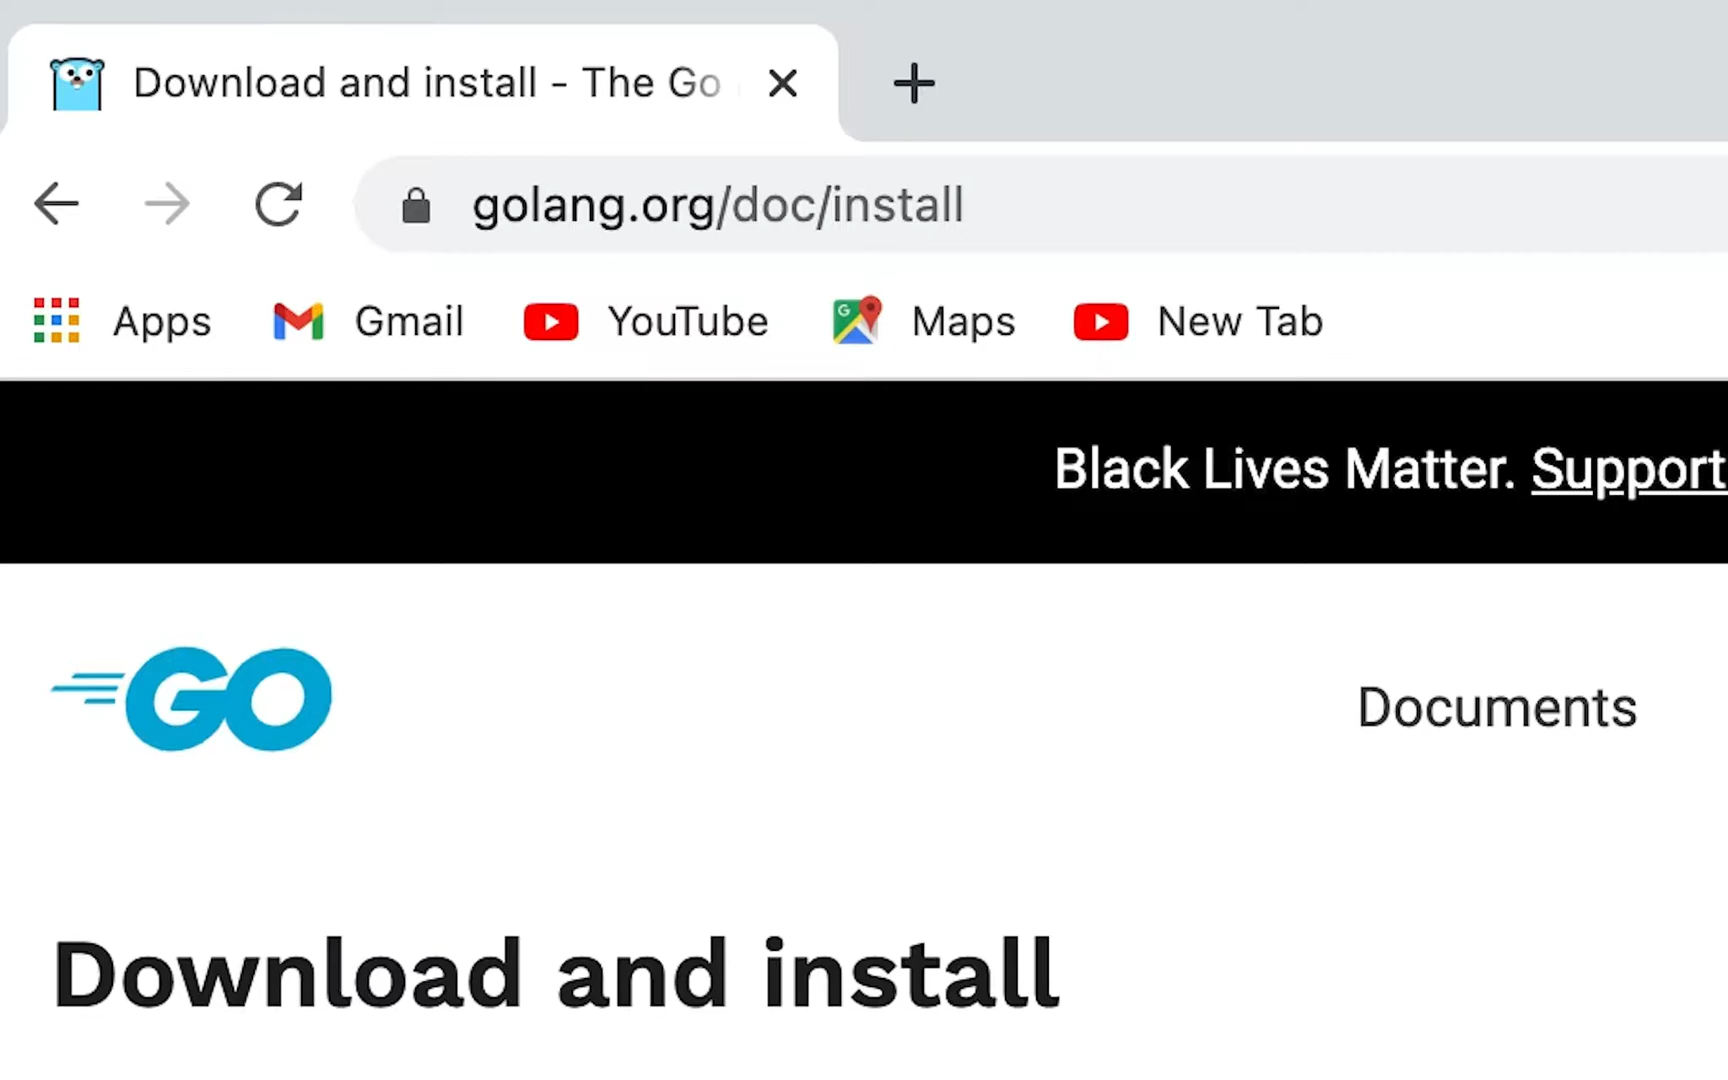 Download and install - The Go
golang.org/doc/install
Apps Gmail YouTube Maps New Tab
Black Lives Matter. Support
GO
Documents
Download and install